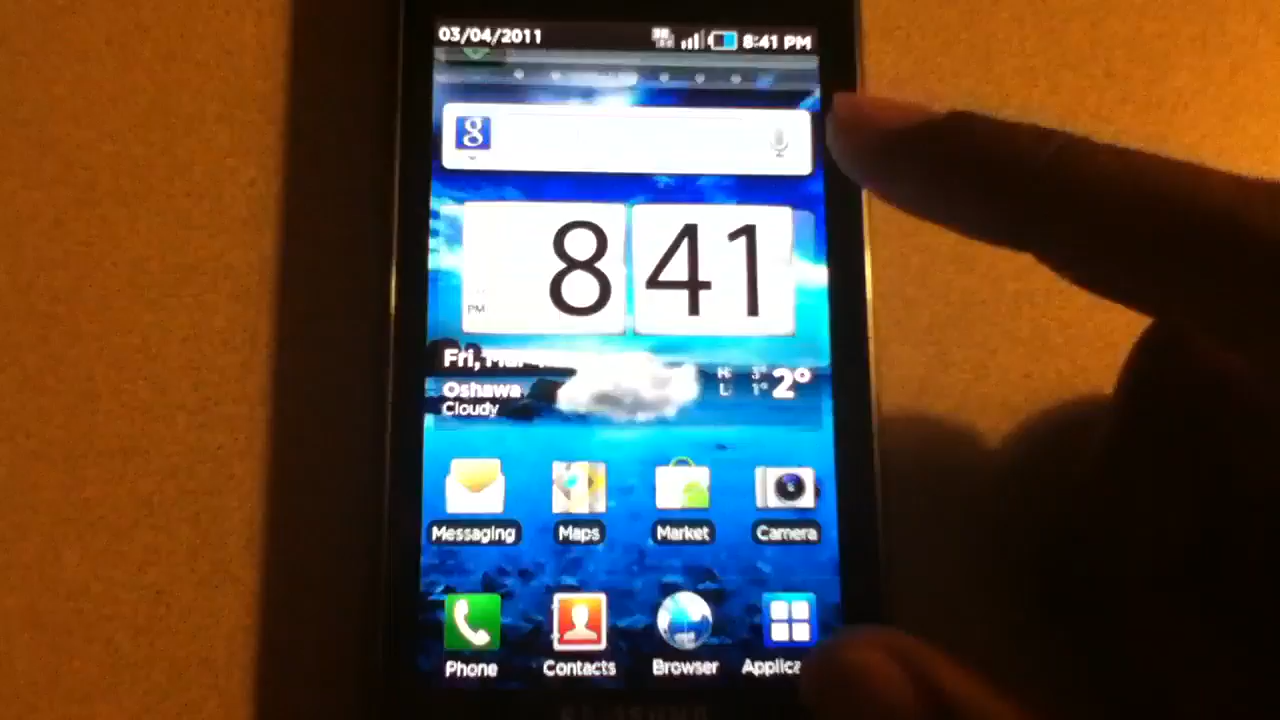 03/04/2011 8:41 PM
8 41
PM
Fri,
H: 3°
2°
Oshawa
L: 1°
Cloudy
Messaging Maps Market Camera
Phone Contacts Browser Applica